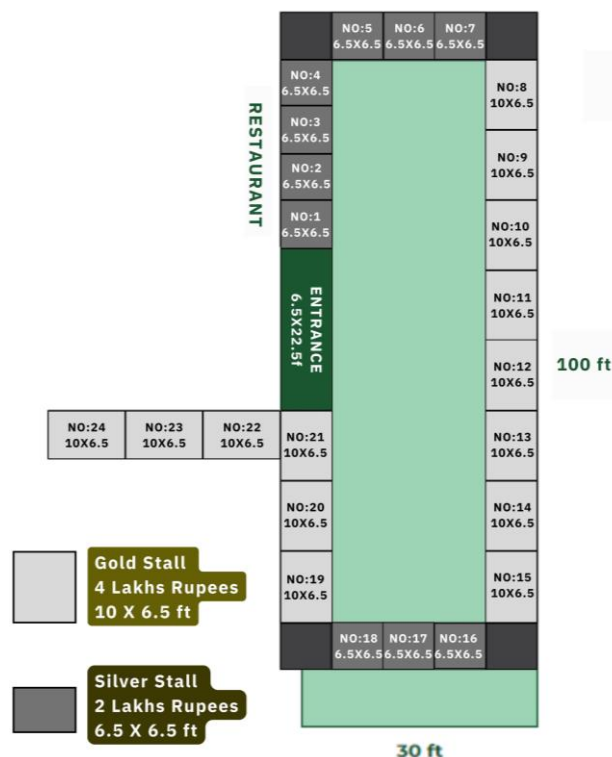 NO:5
6.5X6.5
NO:6
6.5X6.5
NO:7
6.5X6.5
NO:4
6.5X6.5
NO:3
6.5X6.5
NO:2
6.5X6.5
NO:1
6.5X6.5
RESTAURANT
ENTRANCE
6.5X22.5f
NO:8
10X6.5
NO:9
10X6.5
NO:10
10X6.5
NO:11
10X6.5
NO:12
10X6.5
100 ft
NO:13
10X6.5
NO:14
10X6.5
NO:15
10X6.5
NO:24
10X6.5
NO:23
10X6.5
NO:22
10X6.5
NO:21
10X6.5
NO:20
10X6.5
NO:19
10X6.5
NO:18
6.5X6.5
NO:17
6.5X6.5
NO:16
6.5X6.5
Gold Stall
4 Lakhs Rupees
10 X 6.5 ft
Silver Stall
2 Lakhs Rupees
6.5 X 6.5 ft
30 ft